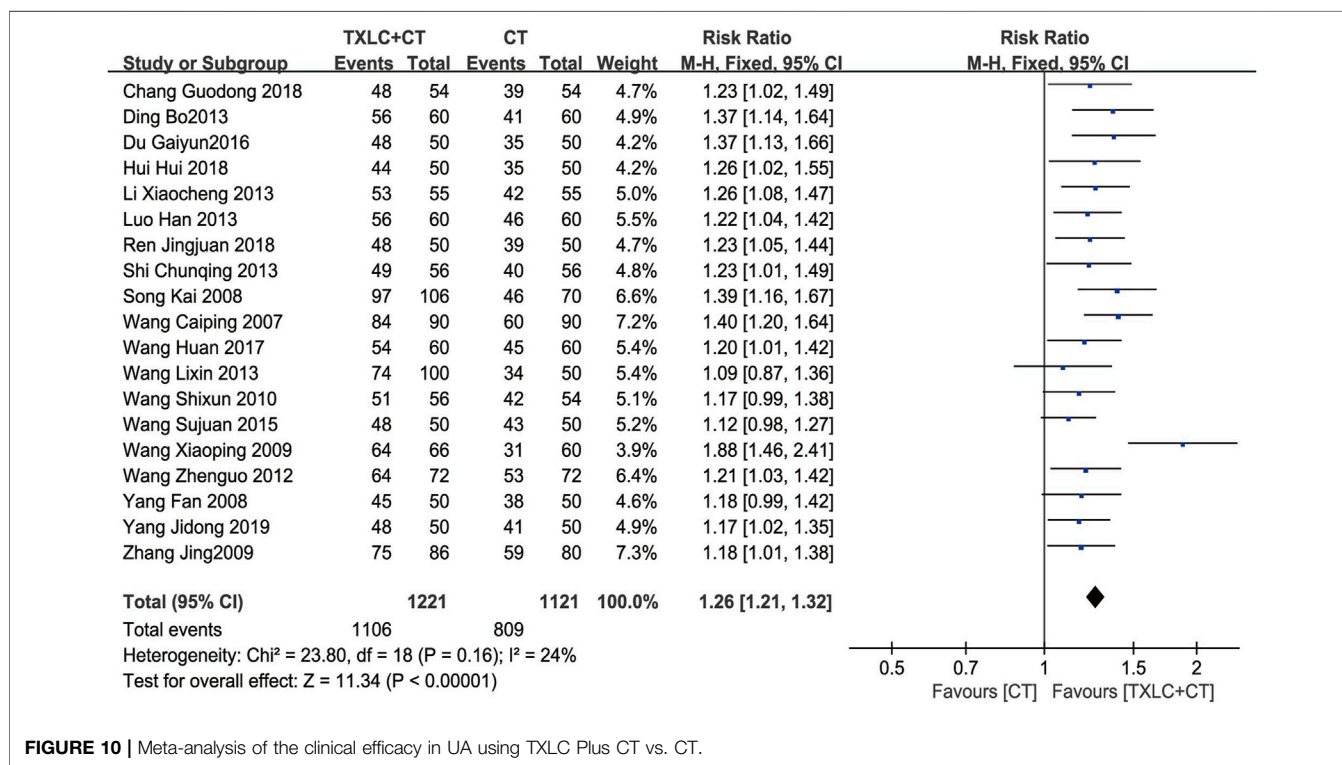 TXLC+CT CT Risk Ratio Risk Ratio
Study or Subgroup Events Total Events Total Weight M-H, Fixed, 95% CI M-H, Fixed, 95% CI
Chang Guodong 2018 48 54 39 54 4.7% 1.23 [1.02, 1.49]
Ding Bo2013 56 60 41 60 4.9% 1.37 [1.14, 1.64]
Du Gaiyun2016 48 50 35 50 4.2% 1.37 [1.13, 1.66]
Hui Hui 2018 44 50 35 50 4.2% 1.26 [1.02, 1.55]
Li Xiaocheng 2013 53 55 42 55 5.0% 1.26 [1.08, 1.47]
Luo Han 2013 56 60 46 60 5.5% 1.22 [1.04, 1.42]
Ren Jingjuan 2018 48 50 39 50 4.7% 1.23 [1.05, 1.44]
Shi Chunqing 2013 49 56 40 56 4.8% 1.23 [1.01, 1.49]
Song Kai 2008 97 106 46 70 6.6% 1.39 [1.16, 1.67]
Wang Caiping 2007 84 90 60 90 7.2% 1.40 [1.20, 1.64]
Wang Huan 2017 54 60 45 60 5.4% 1.20 [1.01, 1.42]
Wang Lixin 2013 74 100 34 50 5.4% 1.09 [0.87, 1.36]
Wang Shixun 2010 51 56 42 54 5.1% 1.17 [0.99, 1.38]
Wang Sujuan 2015 48 50 43 50 5.2% 1.12 [0.98, 1.27]
Wang Xiaoping 2009 64 66 31 60 3.9% 1.88 [1.46, 2.41]
Wang Zhenguo 2012 64 72 53 72 6.4% 1.21 [1.03, 1.42]
Yang Fan 2008 45 50 38 50 4.6% 1.18 [0.99, 1.42]
Yang Jidong 2019 48 50 41 50 4.9% 1.17 [1.02, 1.35]
Zhang Jing2009 75 86 59 80 7.3% 1.18 [1.01, 1.38]
Total (95% CI) 1221 1121 100.0% 1.26 [1.21, 1.32]
Total events 1106 809
Heterogeneity: Chi² = 23.80, df = 18 (P = 0.16); I² = 24%
Test for overall effect: Z = 11.34 (P < 0.00001)
0.5 0.7 1 1.5 2
Favours [CT] Favours [TXLC+CT]
FIGURE 10 | Meta-analysis of the clinical efficacy in UA using TXLC Plus CT vs. CT.